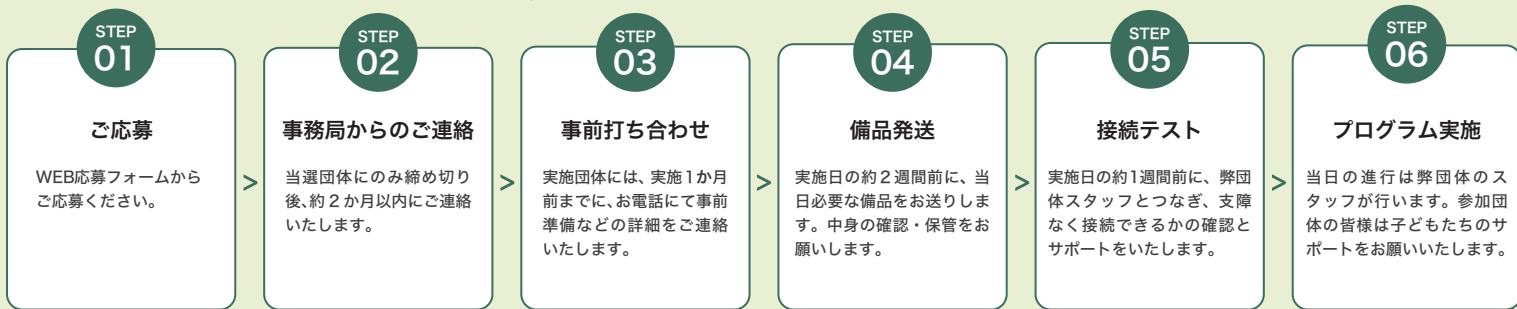 STEP
01
ご応募
WEB応募フォームから
ご応募ください。
>
STEP
02
事務局からのご連絡
当選団体にのみ締め切り
後、約２か月以内にご連絡
いたします。
>
STEP
03
事前打ち合わせ
実施団体には、実施1か月
前までに、お電話にて事前
準備などの詳細をご連絡
いたします。
>
STEP
04
備品発送
実施日の約２週間前に、当
日必要な備品をお送りしま
す。中身の確認・保管をお
願いします。
>
STEP
05
接続テスト
実施日の約1週間前に、弊団
体スタッフとつなぎ、支障
なく接続できるかの確認と
サポートをいたします。
>
STEP
06
プログラム実施
当日の進行は弊団体のス
タッフが行います。参加団
体の皆様は子どもたちのサ
ポートをお願いいたします。